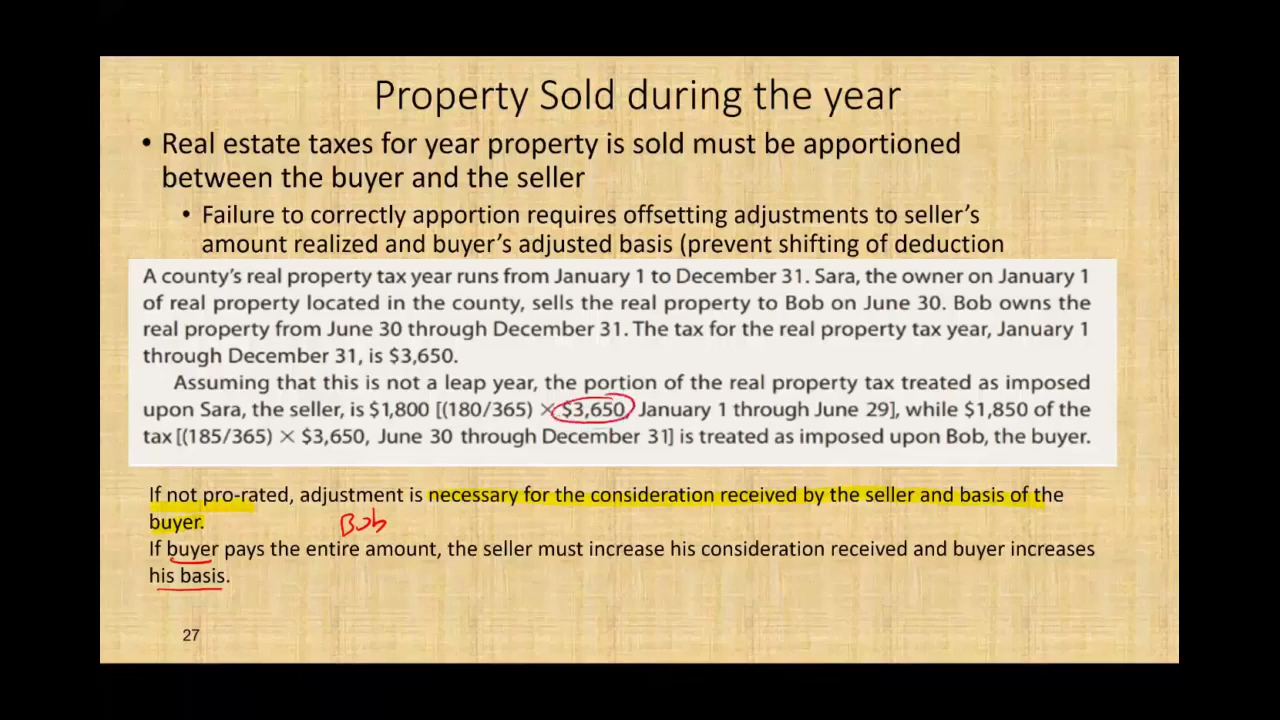 Property Sold during the year
• Real estate taxes for year property is sold must be apportioned
between the buyer and the seller
• Failure to correctly apportion requires offsetting adjustments to seller’s
amount realized and buyer’s adjusted basis (prevent shifting of deduction
A county’s real property tax year runs from January 1 to December 31. Sara, the owner on January 1
of real property located in the county, sells the real property to Bob on June 30. Bob owns the
real property from June 30 through December 31. The tax for the real property tax year, January 1
through December 31, is $3,650.
Assuming that this is not a leap year, the portion of the real property tax treated as imposed
upon Sara, the seller, is $1,800 [(180/365) × $3,650, January 1 through June 29], while $1,850 of the
tax [(185/365) × $3,650, June 30 through December 31] is treated as imposed upon Bob, the buyer.
If not pro-rated, adjustment is necessary for the consideration received by the seller and basis of the
buyer.
Bob
If buyer pays the entire amount, the seller must increase his consideration received and buyer increases
his basis.
27